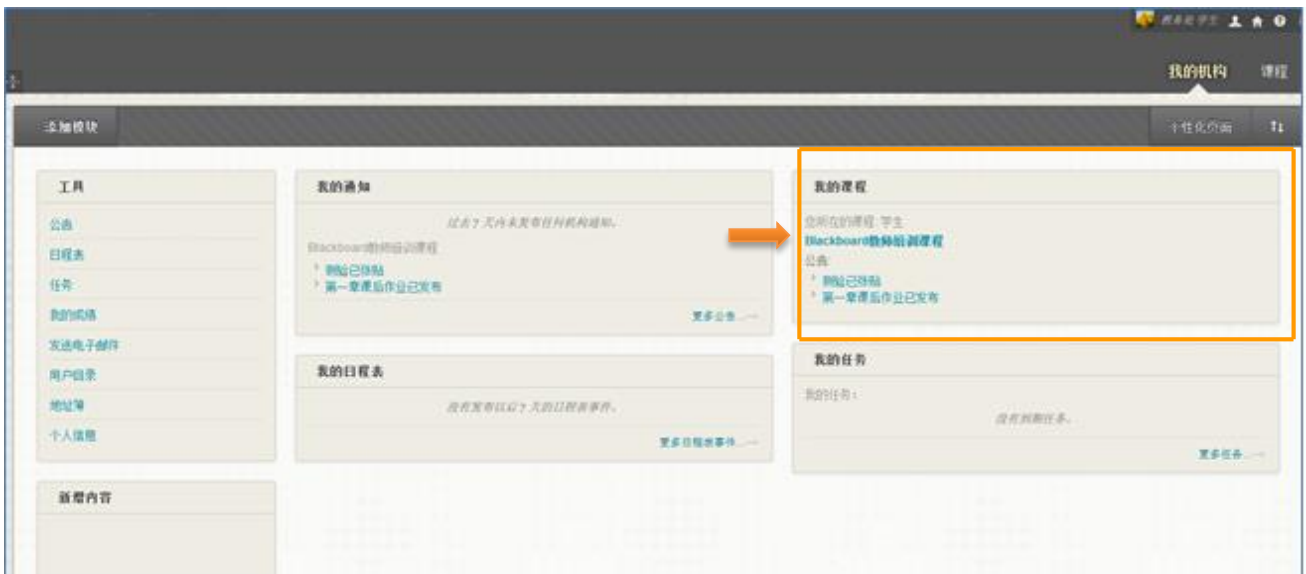 我的机构 课程
添加模块
个性化页面
工具
公告
日程表
任务
我的成绩
发送电子邮件
用户目录
地址簿
个人信息
新增内容
我的通知
过去 7 天内未发布任何机构通知。
Blackboard教师培训课程
测验已张贴
第一章课后作业已发布
更多公告...
我的日程表
没有发布以后 7 天的日程表事件。
更多日程表事件...
我的课程
您所在的课程: 学生
Blackboard教师培训课程
公告:
测验已张贴
第一章课后作业已发布
我的任务
我的任务:
没有到期任务。
更多任务...